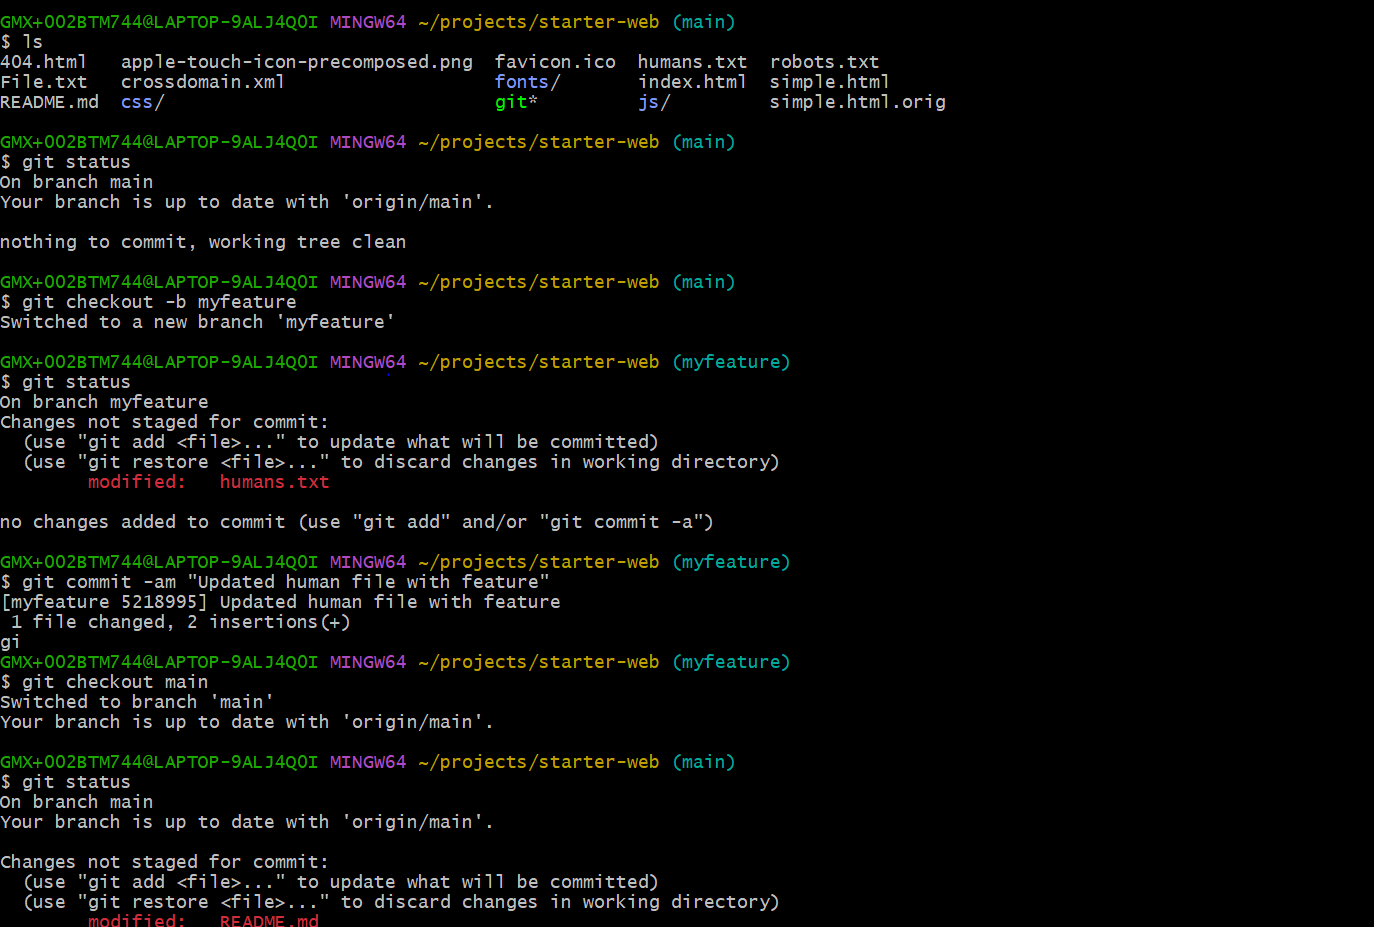 GMX+002BTM744@LAPTOP-9ALJ4Q0I MINGW64 ~/projects/starter-web (main)
$ ls
404.html   apple-touch-icon-precomposed.png  favicon.ico  humans.txt  robots.txt
File.txt   crossdomain.xml                   fonts/       index.html  simple.html
README.md  css/                              git*         js/         simple.html.orig

GMX+002BTM744@LAPTOP-9ALJ4Q0I MINGW64 ~/projects/starter-web (main)
$ git status
On branch main
Your branch is up to date with 'origin/main'.

nothing to commit, working tree clean

GMX+002BTM744@LAPTOP-9ALJ4Q0I MINGW64 ~/projects/starter-web (main)
$ git checkout -b myfeature
Switched to a new branch 'myfeature'

GMX+002BTM744@LAPTOP-9ALJ4Q0I MINGW64 ~/projects/starter-web (myfeature)
$ git status
On branch myfeature
Changes not staged for commit:
  (use "git add <file>..." to update what will be committed)
  (use "git restore <file>..." to discard changes in working directory)
        modified:   humans.txt

no changes added to commit (use "git add" and/or "git commit -a")

GMX+002BTM744@LAPTOP-9ALJ4Q0I MINGW64 ~/projects/starter-web (myfeature)
$ git commit -am "Updated human file with feature"
[myfeature 5218995] Updated human file with feature
 1 file changed, 2 insertions(+)
gi
GMX+002BTM744@LAPTOP-9ALJ4Q0I MINGW64 ~/projects/starter-web (myfeature)
$ git checkout main
Switched to branch 'main'
Your branch is up to date with 'origin/main'.

GMX+002BTM744@LAPTOP-9ALJ4Q0I MINGW64 ~/projects/starter-web (main)
$ git status
On branch main
Your branch is up to date with 'origin/main'.

Changes not staged for commit:
  (use "git add <file>..." to update what will be committed)
  (use "git restore <file>..." to discard changes in working directory)
        modified:   README.md